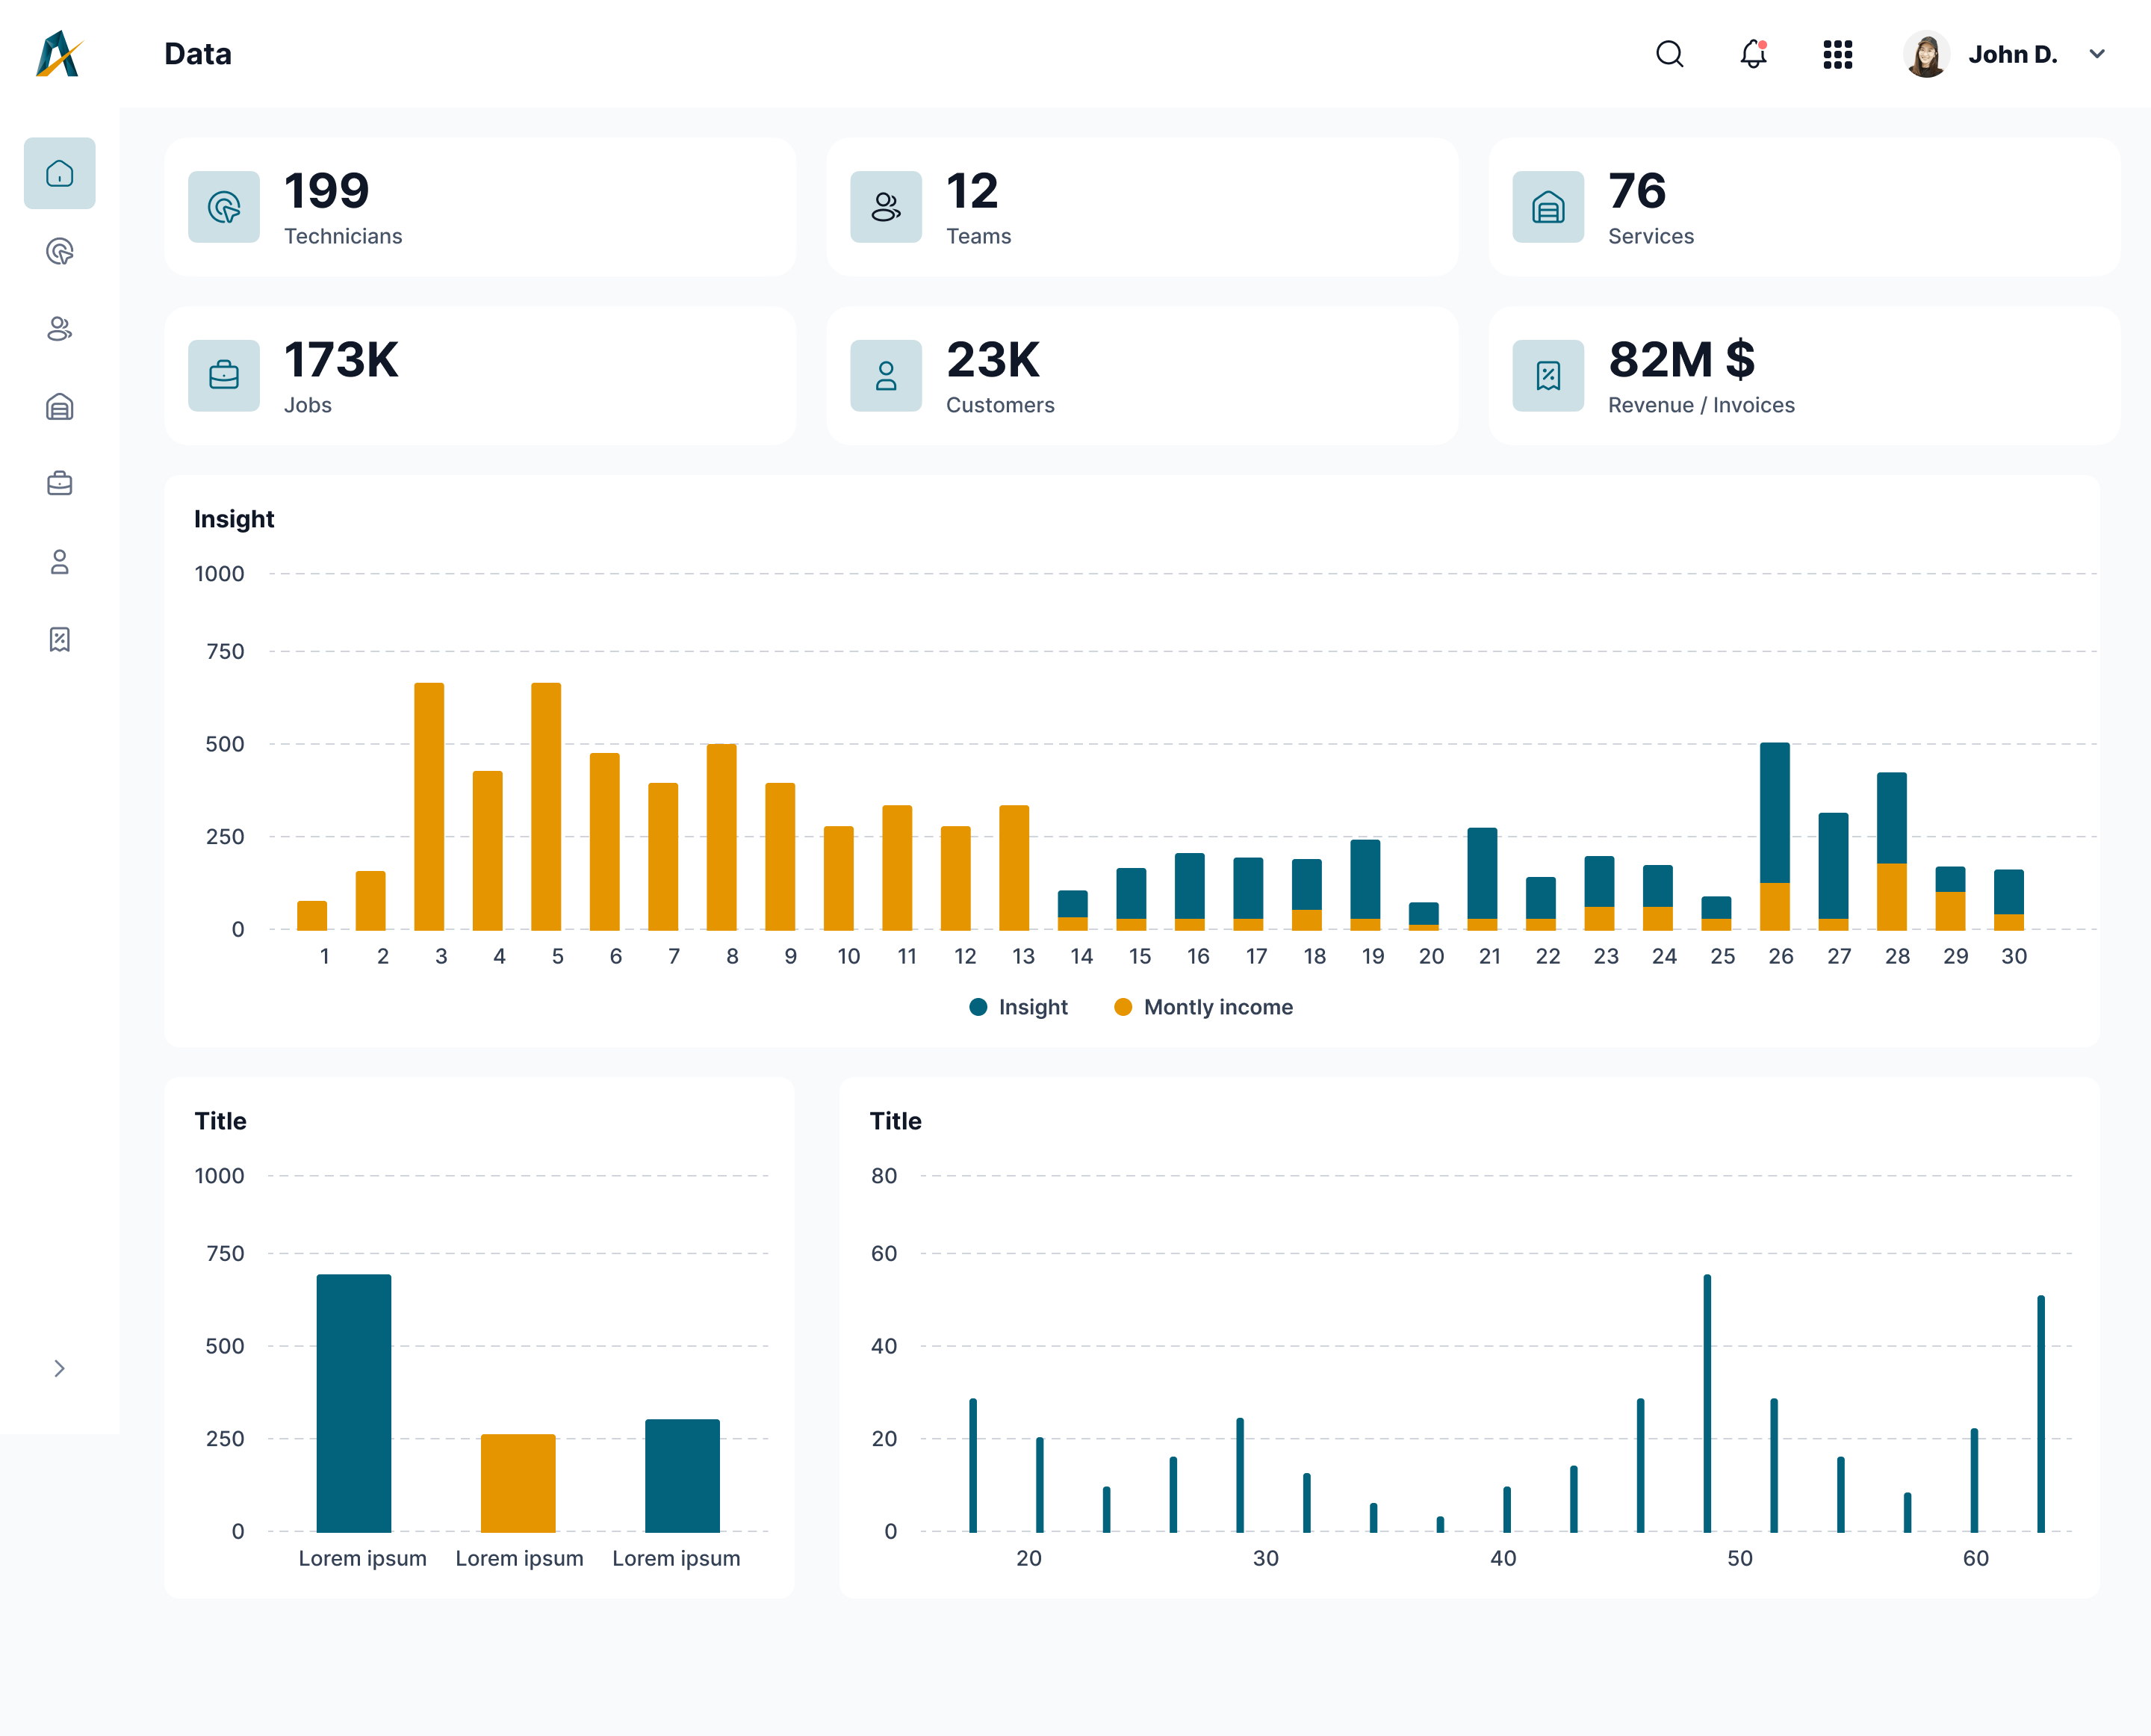 Data
John D.
199
Technicians
12
Teams
76
Services
173K
Jobs
23K
Customers
82M $
Revenue / Invoices
Insight
1000
750
500
250
0
1 2 3 4 5 6 7 8 9 10 11 12 13 14 15 16 17 18 19 20 21 22 23 24 25 26 27 28 29 30
Insight Montly income
Title
1000
750
500
250
0
Lorem ipsum Lorem ipsum Lorem ipsum
Title
80
60
40
20
0
20 30 40 50 60